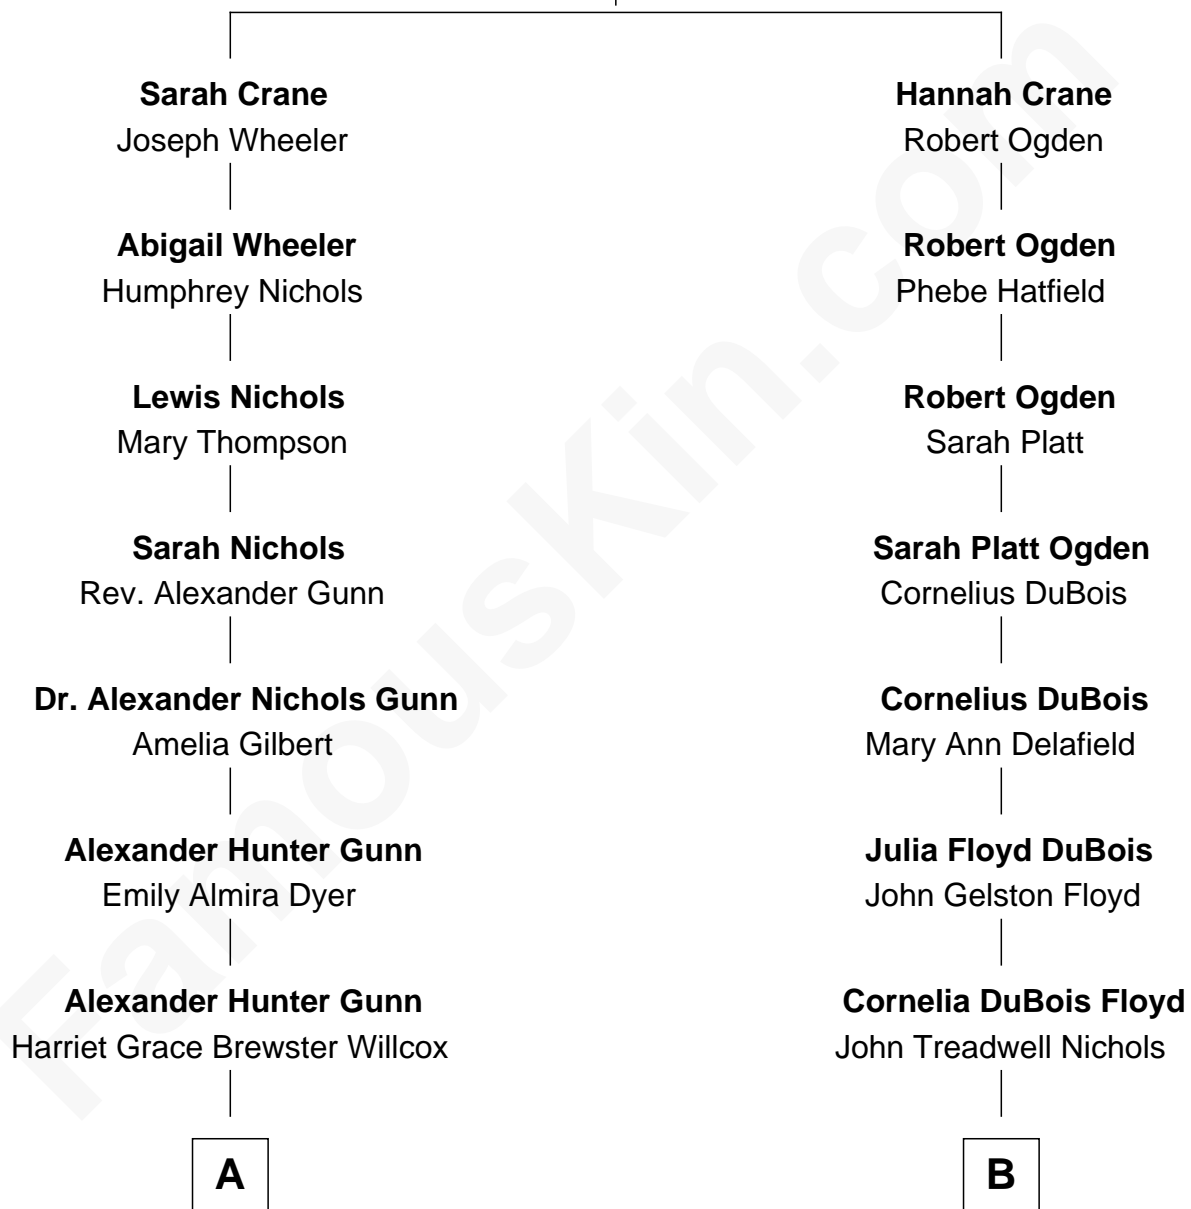 Sarah Crane
Joseph Wheeler
Abigail Wheeler
Humphrey Nichols
Lewis Nichols
Mary Thompson
Sarah Nichols
Rev. Alexander Gunn
Dr. Alexander Nichols Gunn
Amelia Gilbert
Alexander Hunter Gunn
Emily Almira Dyer
Alexander Hunter Gunn
Harriet Grace Brewster Willcox
A
Hannah Crane
Robert Ogden
Robert Ogden
Phebe Hatfield
Robert Ogden
Sarah Platt
Sarah Platt Ogden
Cornelius DuBois
Cornelius DuBois
Mary Ann Delafield
Julia Floyd DuBois
John Gelston Floyd
Cornelia DuBois Floyd
John Treadwell Nichols
B
FamousKin.com